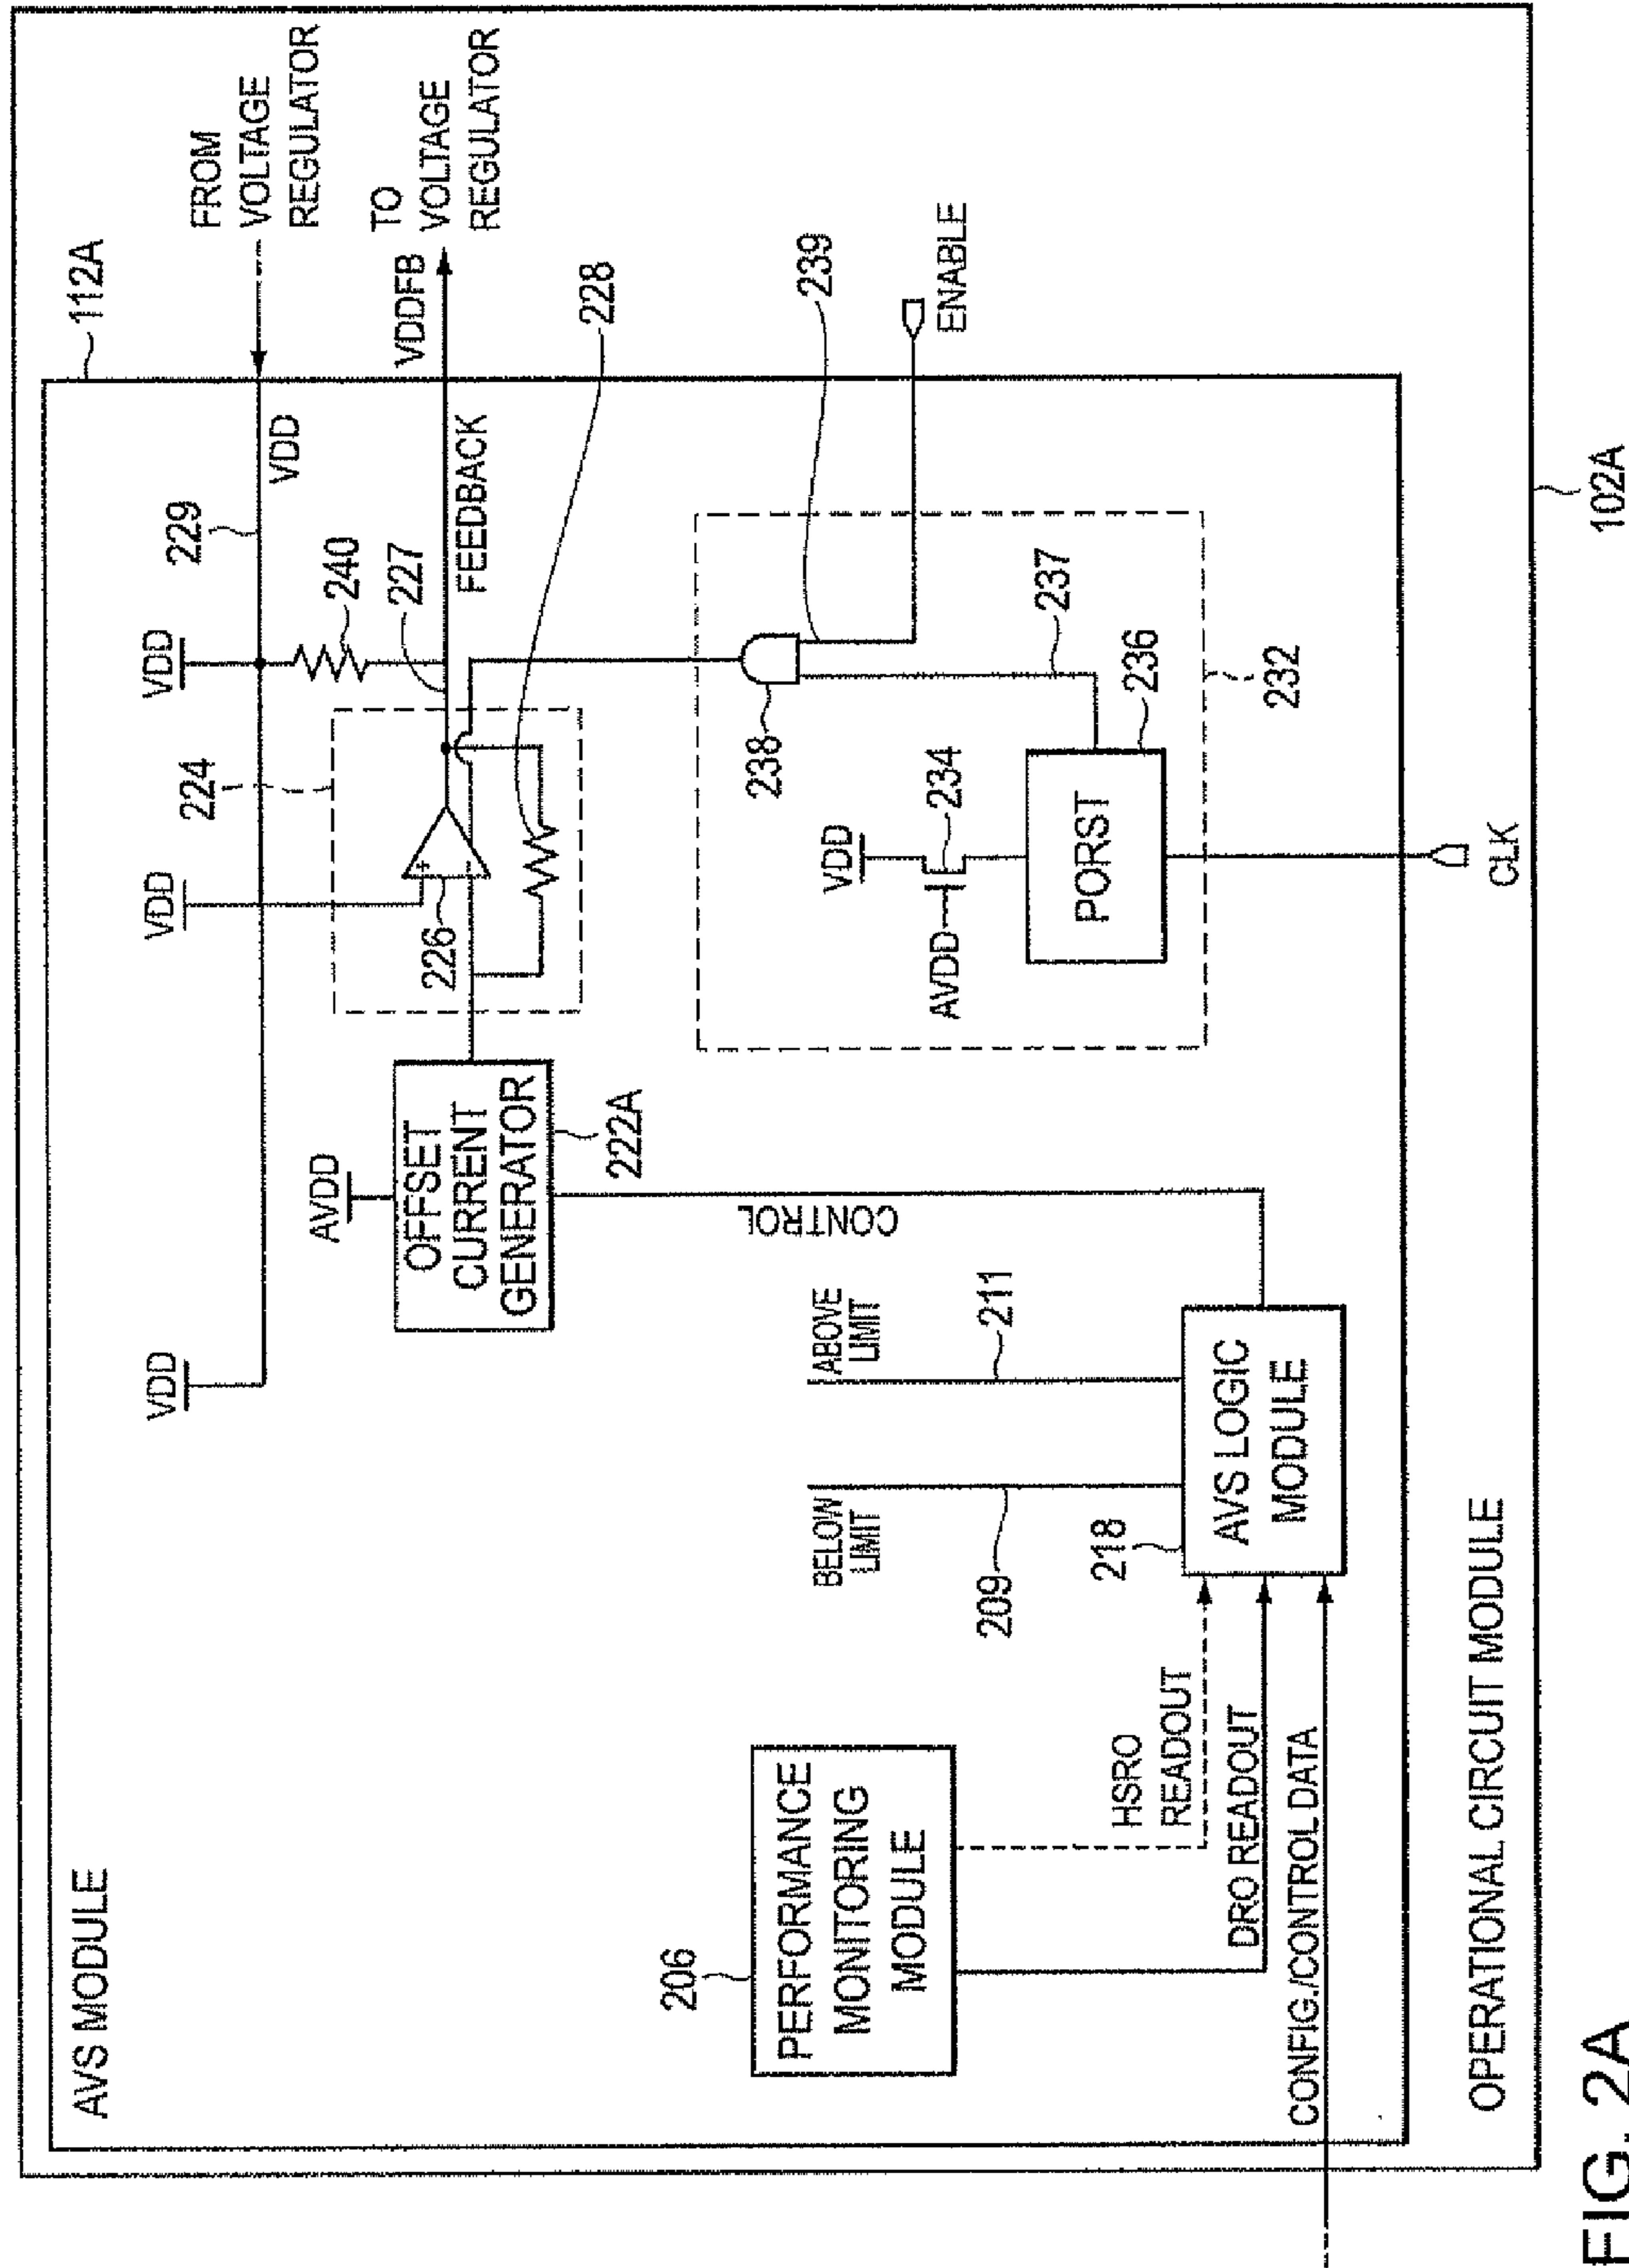 AVS MODULE
112A
FROM
VOLTAGE
REGULATOR
VDD
VDD
VDD
229
VDD
240
TO
VOLTAGE
REGULATOR
VDDFB
224
227
FEEDBACK
AVDD
OFFSET
CURRENT
GENERATOR
222A
226
+
-
228
239
ENABLE
CONTROL
238
237
VDD
234
AVDD
PORST
236
232
CLK
206
PERFORMANCE
MONITORING
MODULE
BELOW
LIMIT
ABOVE
LIMIT
209
211
218
AVS LOGIC
MODULE
HSRO
READOUT
DRO READOUT
CONFIG./CONTROL DATA
OPERATIONAL CIRCUIT MODULE
102A
FIG. 2A